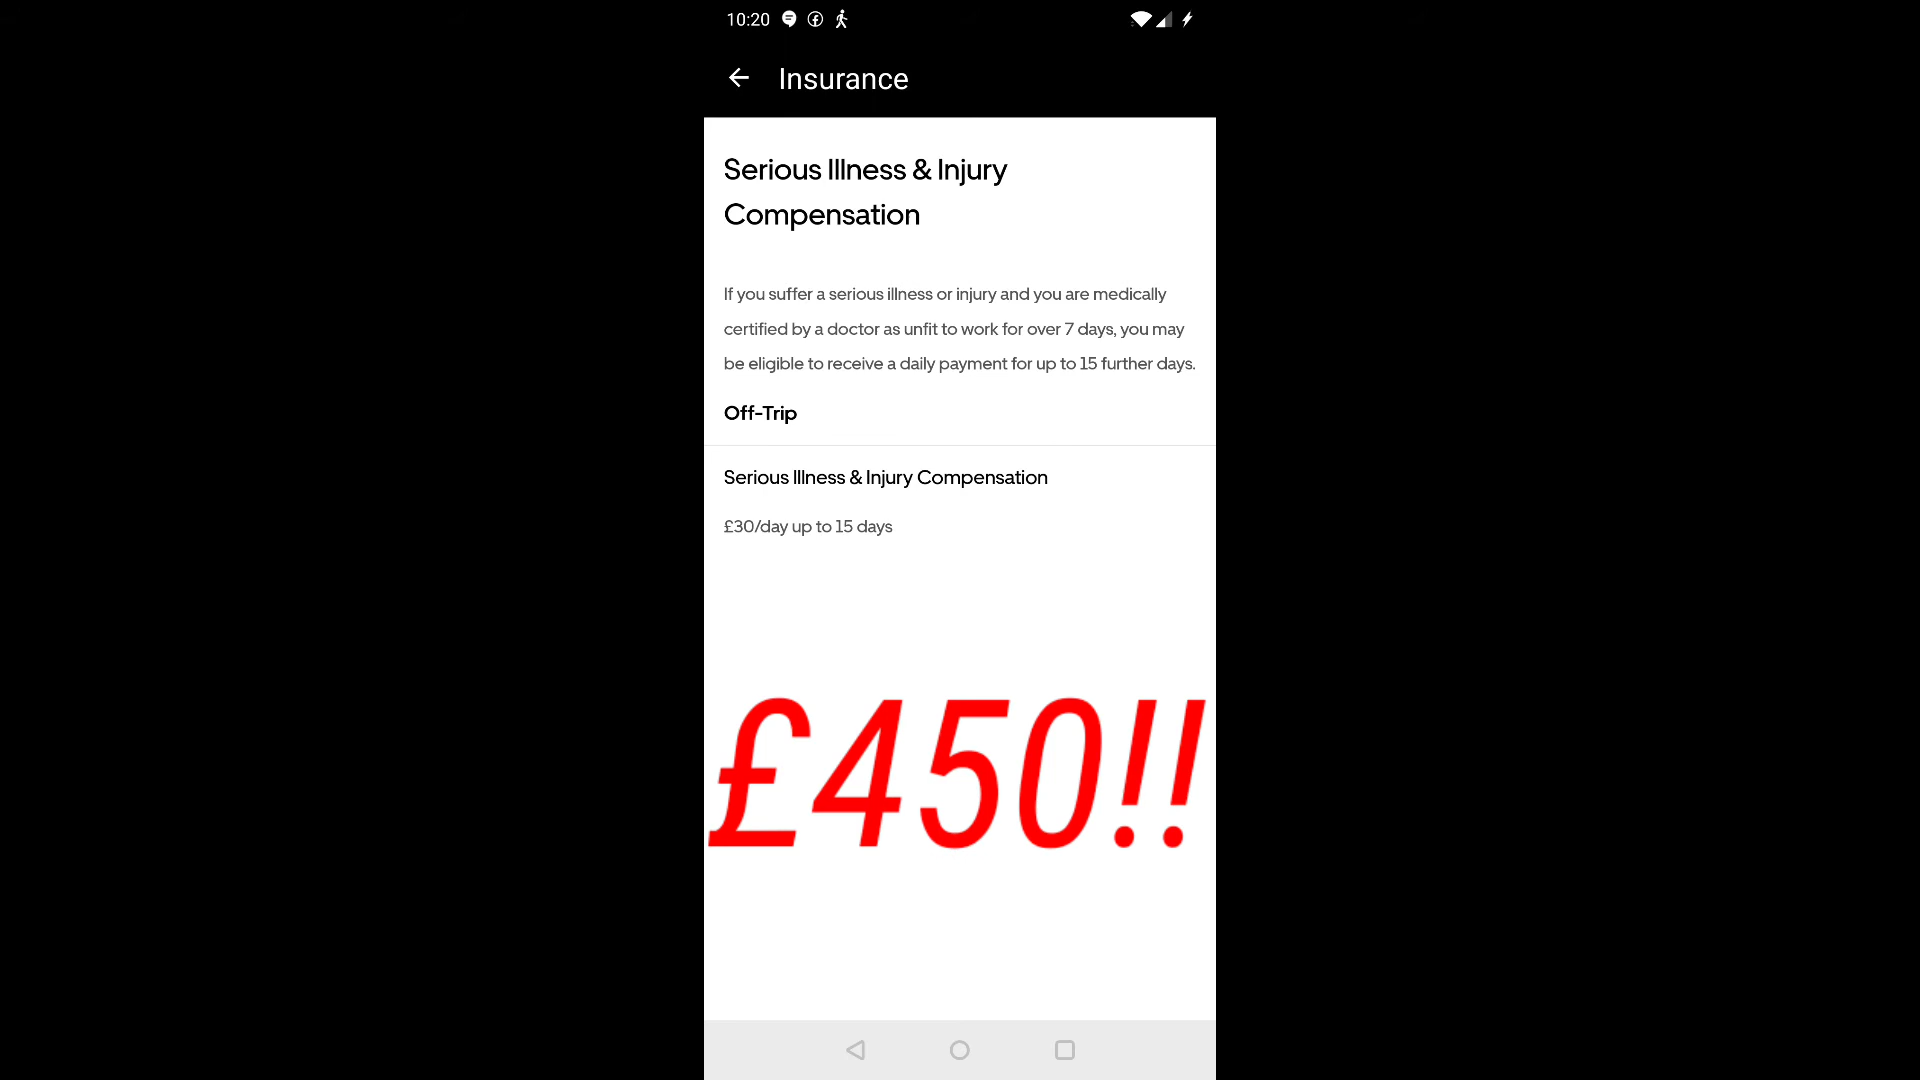 10:20
Insurance
Serious Illness & Injury
Compensation
If you suffer a serious illness or injury and you are medically
certified by a doctor as unfit to work for over 7 days, you may
be eligible to receive a daily payment for up to 15 further days.
Off-Trip
Serious Illness & Injury Compensation
£30/day up to 15 days
£450!!